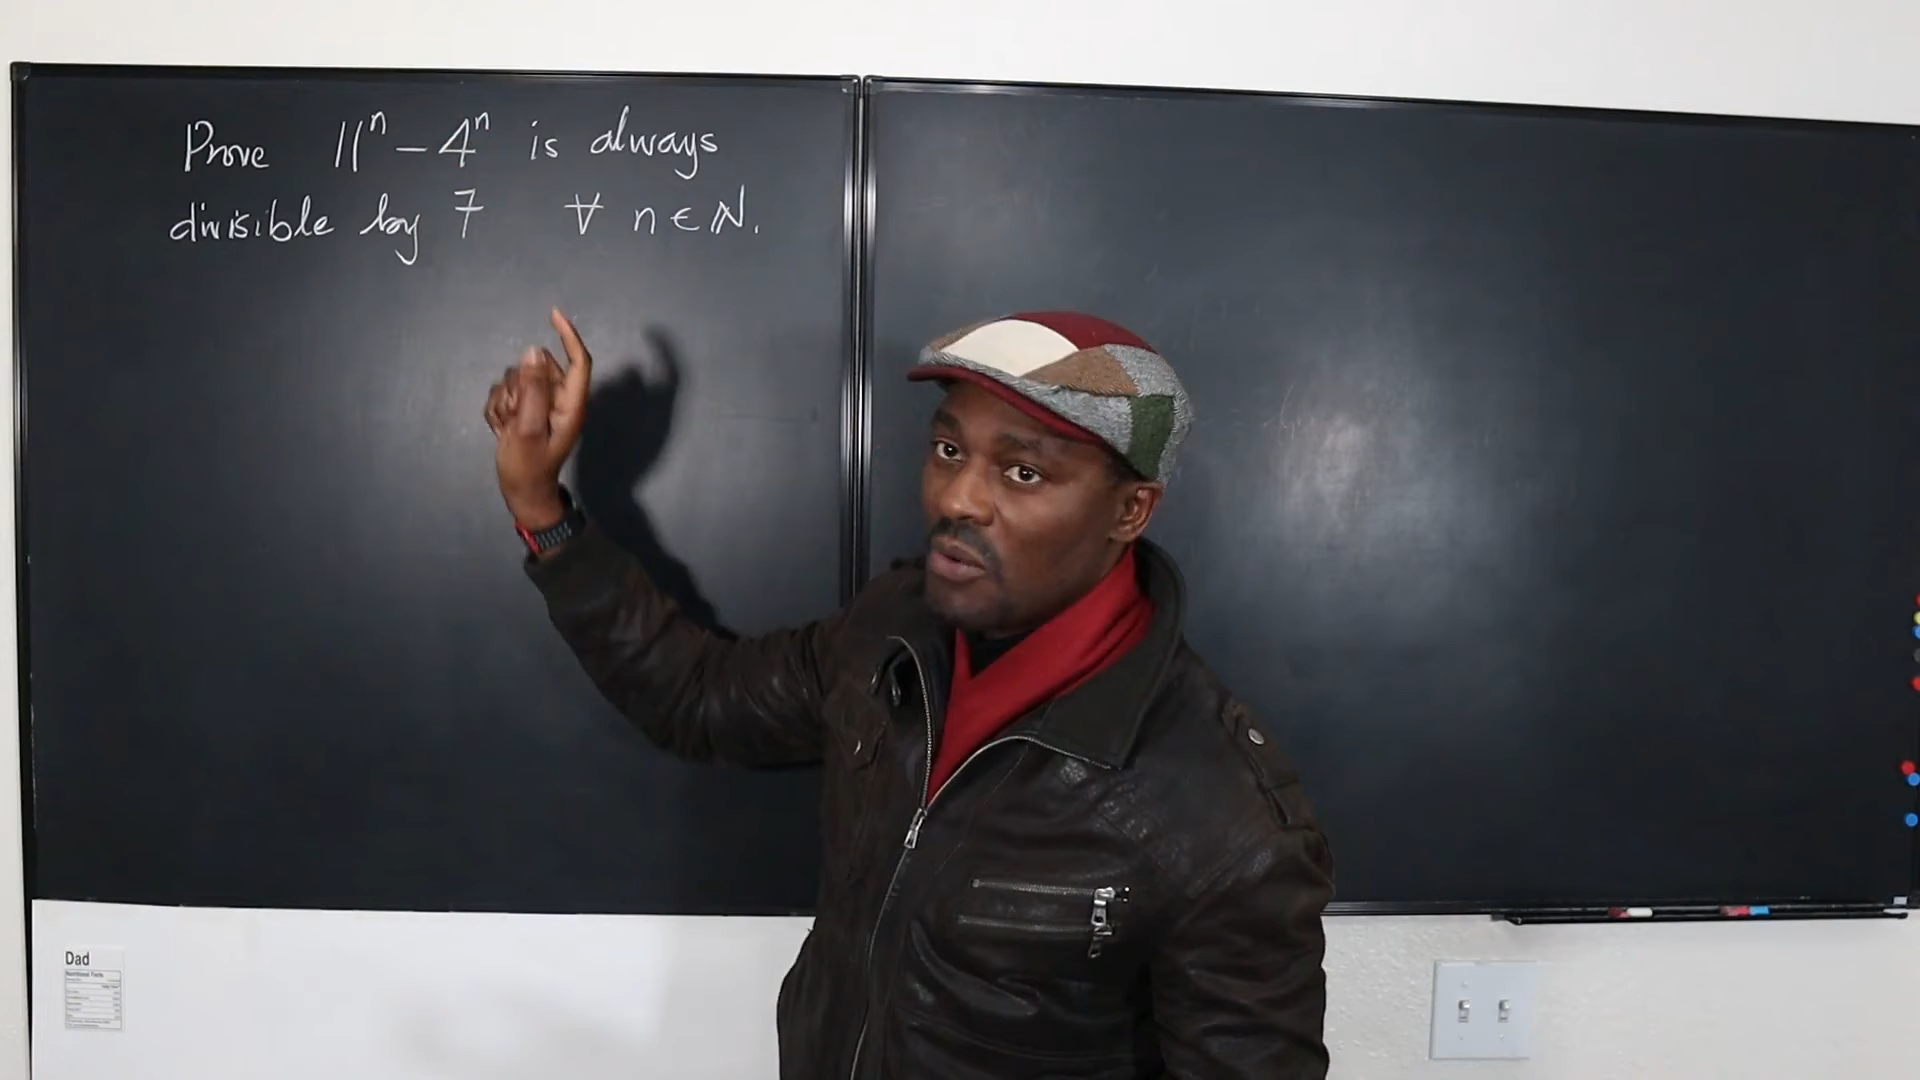 Prove 11ⁿ − 4ⁿ is always
divisible by 7 ∀ n ∈ ℕ.
Dad